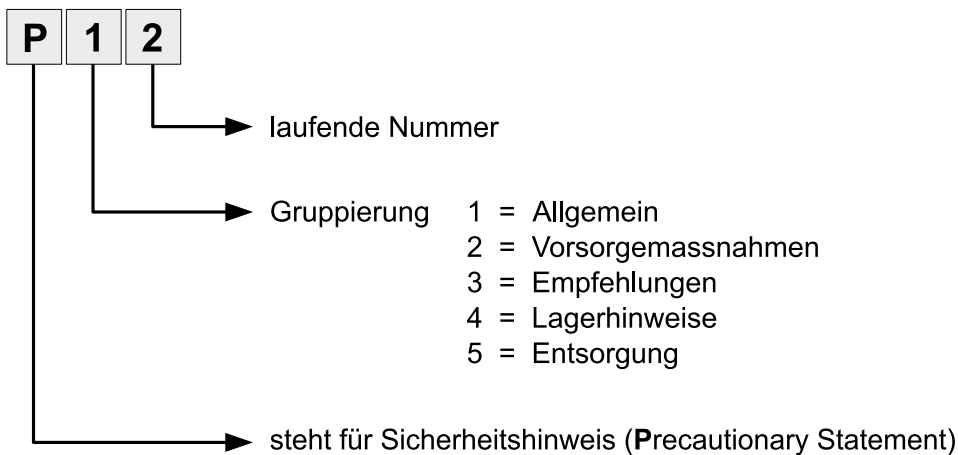 P 1 2
laufende Nummer
Gruppierung 1 = Allgemein
2 = Vorsorgemassnahmen
3 = Empfehlungen
4 = Lagerhinweise
5 = Entsorgung
steht für Sicherheitshinweis (Precautionary Statement)